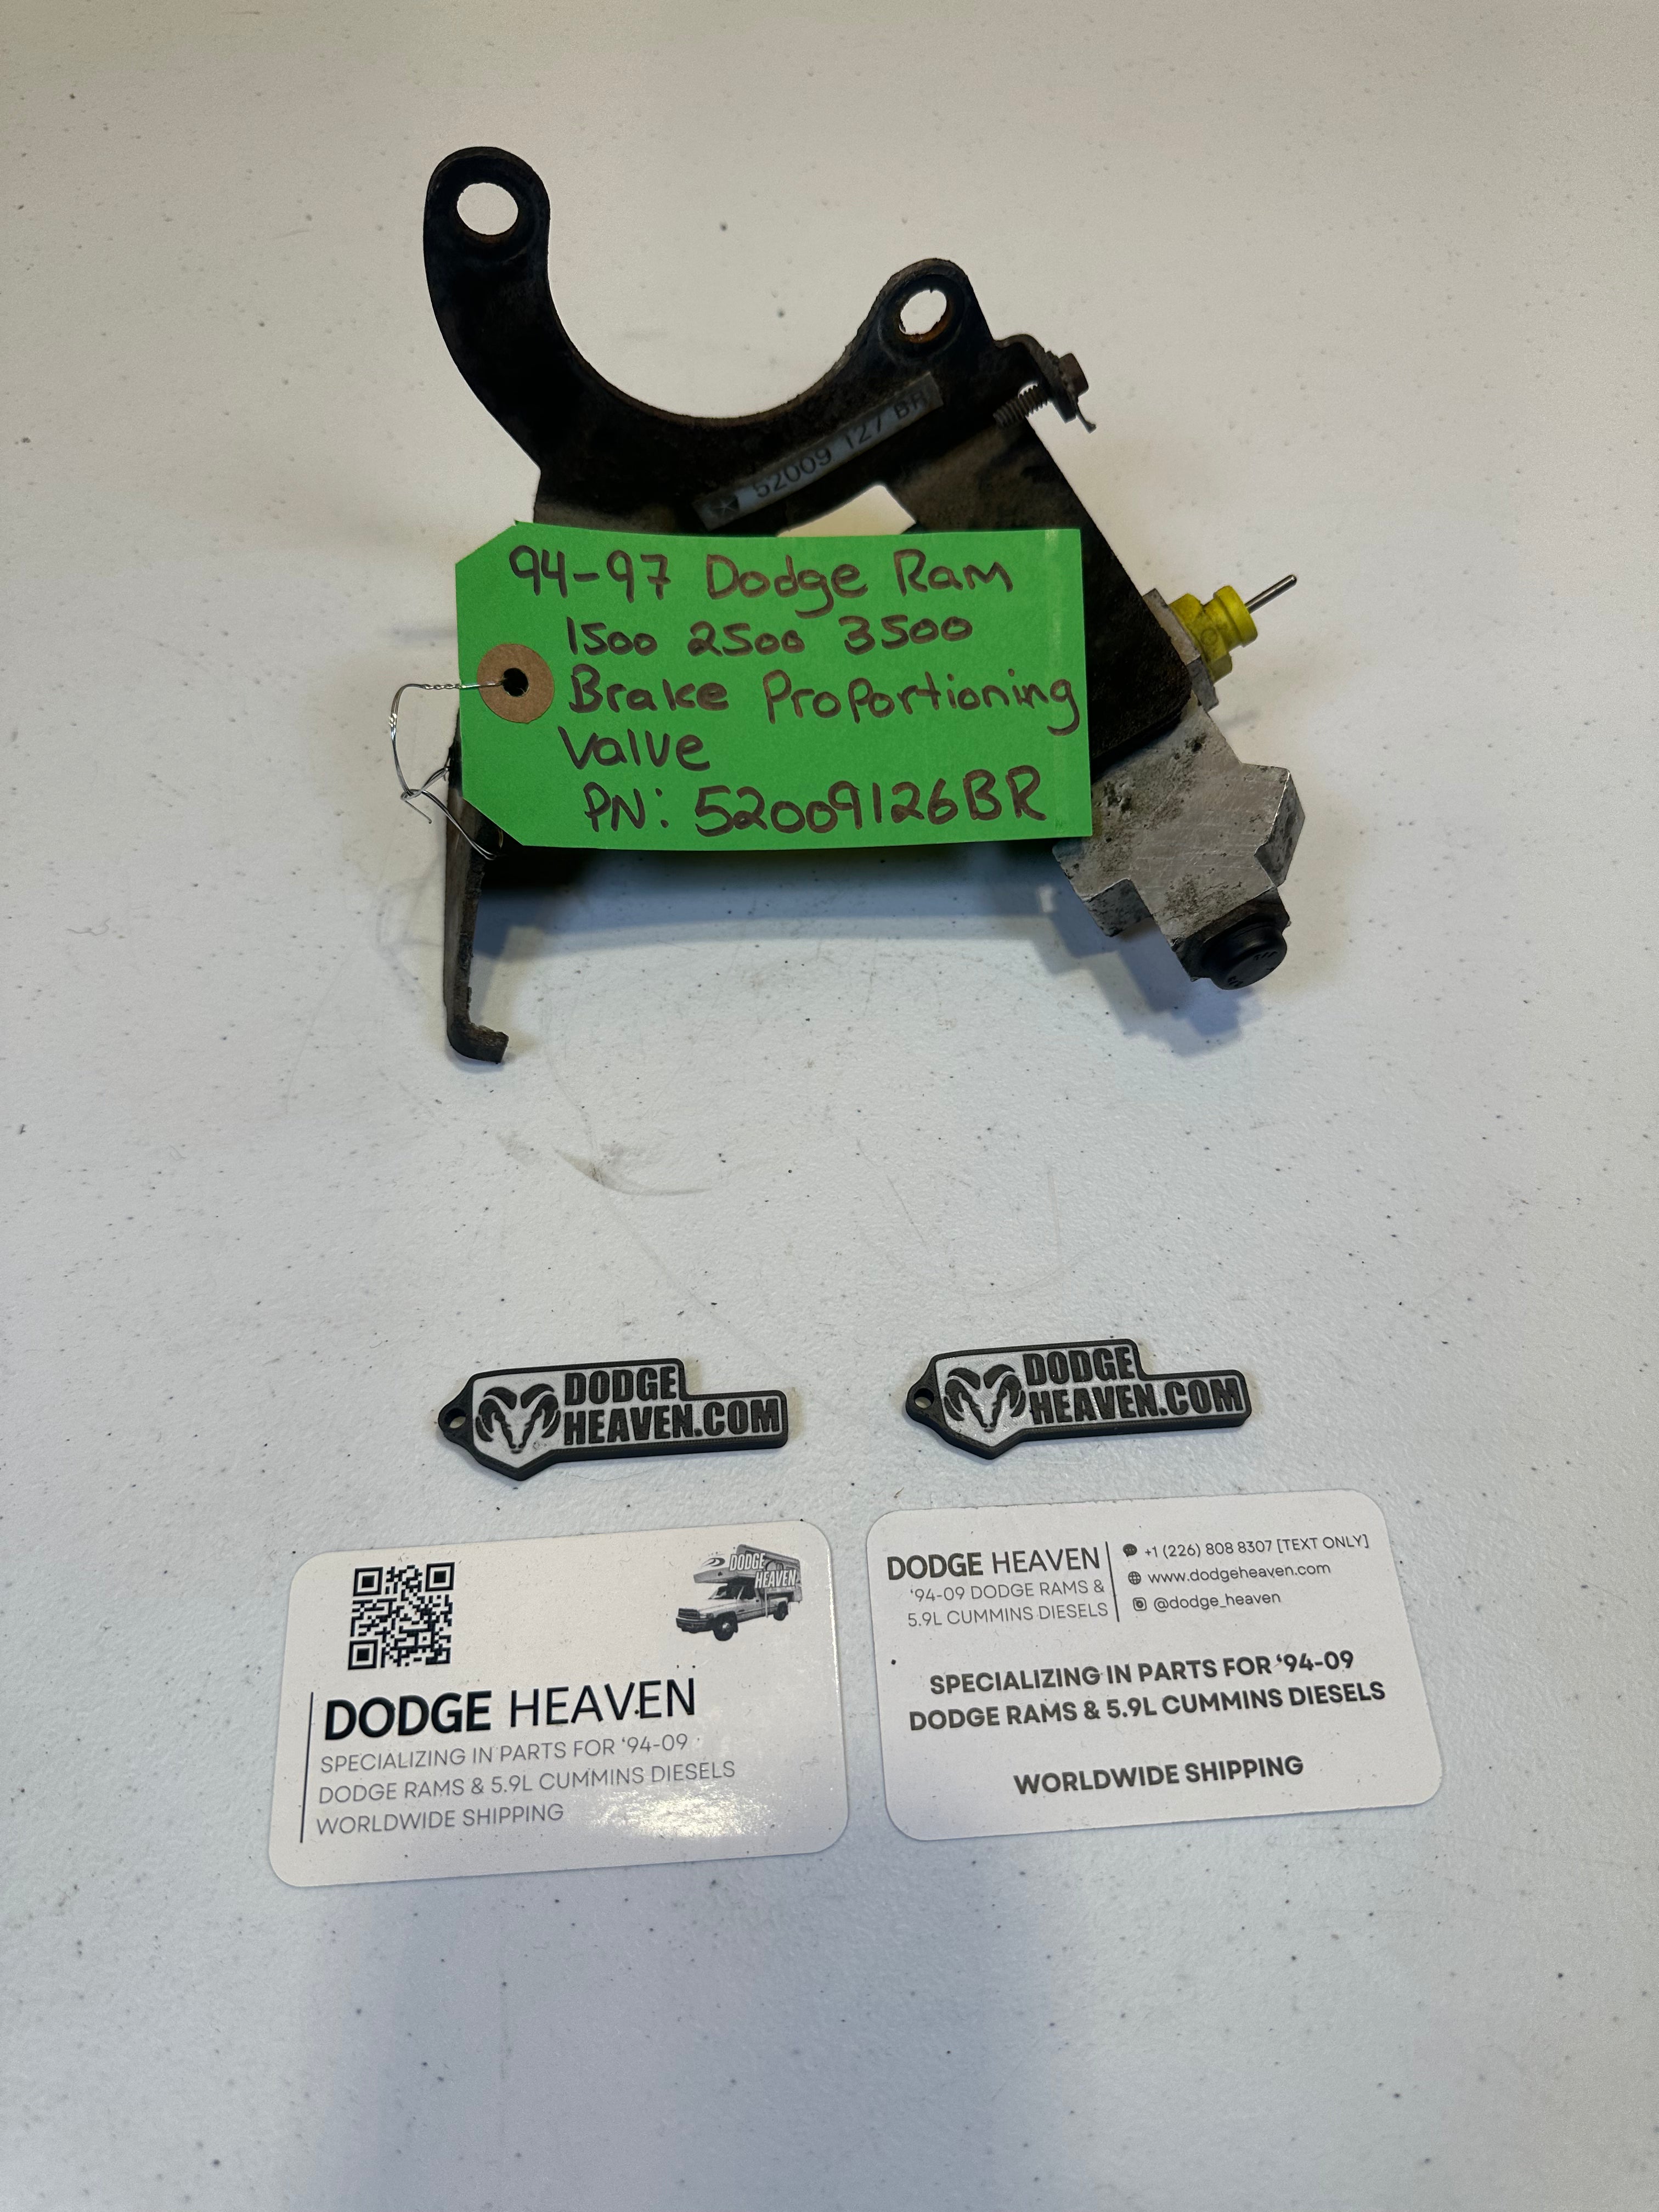 52009 127 BR
94-97 Dodge Ram
1500 2500 3500
Brake Proportioning
Valve
PN: 52009126BR
DODGE
HEAVEN.COM
DODGE
HEAVEN.COM
DODGE
HEAVEN
DODGE HEAVEN
SPECIALIZING IN PARTS FOR ‘94-09
DODGE RAMS & 5.9L CUMMINS DIESELS
WORLDWIDE SHIPPING
DODGE HEAVEN
‘94-09 DODGE RAMS &
5.9L CUMMINS DIESELS
+1 (226) 808 8307 [TEXT ONLY]
www.dodgeheaven.com
@dodge_heaven
SPECIALIZING IN PARTS FOR ‘94-09
DODGE RAMS & 5.9L CUMMINS DIESELS
WORLDWIDE SHIPPING